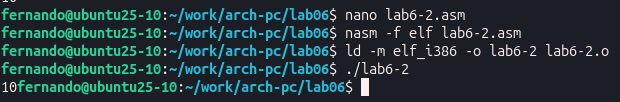 fernando@ubuntu25-10:~/work/arch-pc/lab06$ nano lab6-2.asm
fernando@ubuntu25-10:~/work/arch-pc/lab06$ nasm -f elf lab6-2.asm
fernando@ubuntu25-10:~/work/arch-pc/lab06$ ld -m elf_i386 -o lab6-2 lab6-2.o
fernando@ubuntu25-10:~/work/arch-pc/lab06$ ./lab6-2
10fernando@ubuntu25-10:~/work/arch-pc/lab06$